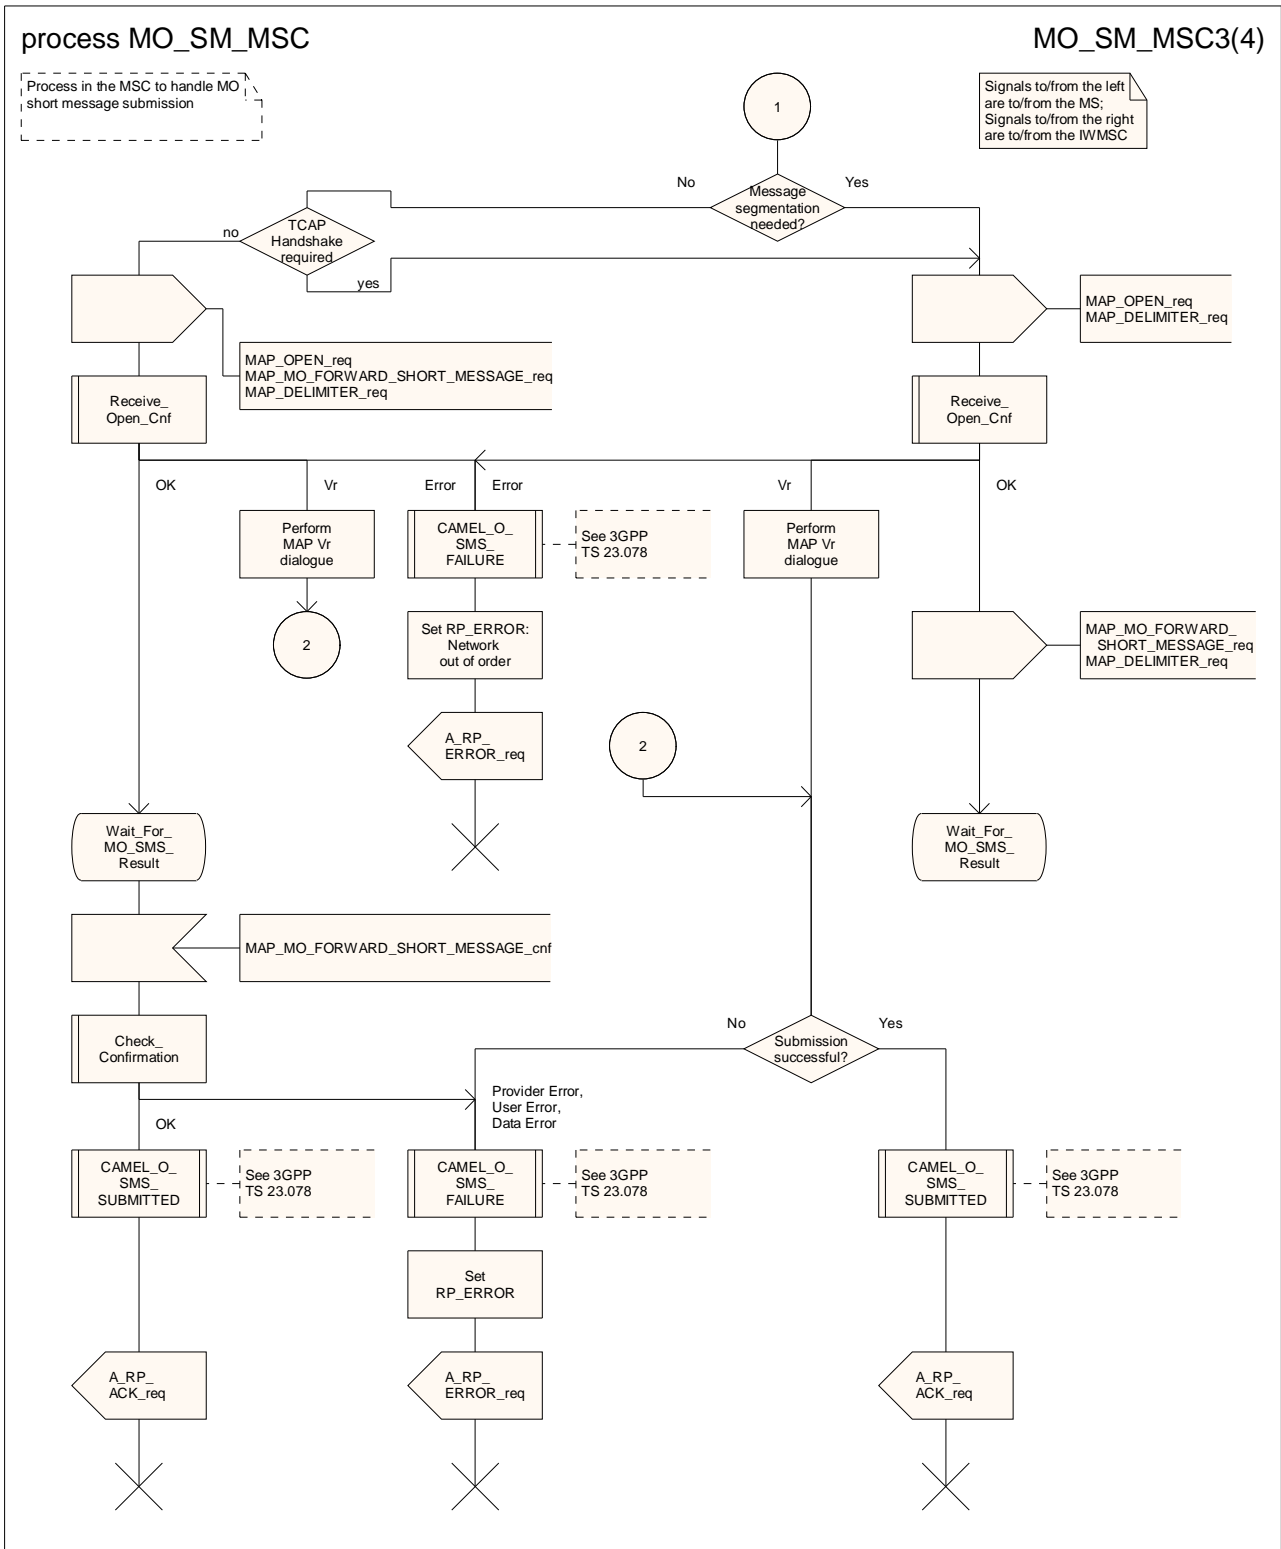 process MO_SM_MSC
MO_SM_MSC3(4)
Process in the MSC to handle MO
short message submission
1
Signals to/from the left
are to/from the MS;
Signals to/from the right
are to/from the IWMSC
No
Message
segmentation
needed?
Yes
no
TCAP
Handshake
required
yes
MAP_OPEN_req
MAP_DELIMITER_req
MAP_OPEN_req
MAP_MO_FORWARD_SHORT_MESSAGE_req
MAP_DELIMITER_req
Receive_
Open_Cnf
Receive_
Open_Cnf
OK
Vr
Error
Error
Vr
OK
Perform
MAP Vr
dialogue
CAMEL_O_
SMS_
FAILURE
See 3GPP
TS 23.078
Perform
MAP Vr
dialogue
2
Set RP_ERROR:
Network
out of order
MAP_MO_FORWARD_
SHORT_MESSAGE_req
MAP_DELIMITER_req
A_RP_
ERROR_req
2
Wait_For_
MO_SMS_
Result
Wait_For_
MO_SMS_
Result
MAP_MO_FORWARD_SHORT_MESSAGE_cnf
Check_
Confirmation
No
Submission
successful?
Yes
Provider Error,
User Error,
Data Error
OK
CAMEL_O_
SMS_
SUBMITTED
See 3GPP
TS 23.078
CAMEL_O_
SMS_
FAILURE
See 3GPP
TS 23.078
CAMEL_O_
SMS_
SUBMITTED
See 3GPP
TS 23.078
Set
RP_ERROR
A_RP_
ACK_req
A_RP_
ERROR_req
A_RP_
ACK_req